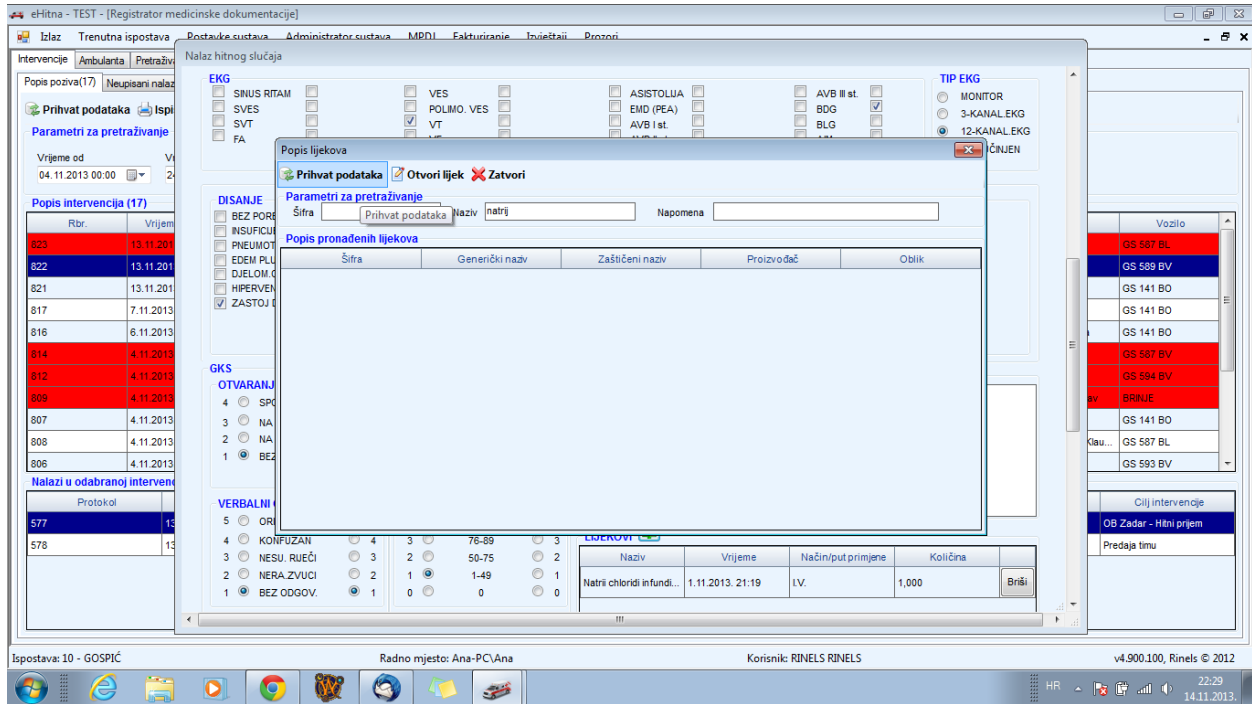 eHitna - TEST - [Registrator medicinske dokumentacije]
Izlaz Trenutna ispostava Postavke sustava Administrator sustava MPDJ Fakturiranje Izvještaji Prozori
Intervencije Ambulanta
Nalaz hitnog slučaja
Popis poziva(17) Neupisani nalaz
Prihvat podataka Ispi
Parametri za pretraživanje
Vrijeme od
04.11.2013 00:00
Popis intervencija (17)
Rbr. Vrijem Vozilo
823 13.11.201 GS 587 BL
822 13.11.201 GS 589 BV
821 13.11.201 GS 141 BO
817 7.11.2013 GS 141 BO
816 6.11.2013 GS 141 BO
814 4.11.2013 GS 587 BV
812 4.11.2013 GS 594 BV
809 4.11.2013 BRINJE
807 4.11.2013 GS 141 BO
808 4.11.2013 Klau... GS 587 BL
806 4.11.2013 GS 593 BV
Nalazi u odabranoj interven
Protokol Cilj intervencije
577 13 OB Zadar - Hitni prijem
578 13 Predaja timu
EKG
SINUS RITAM VES ASISTOLIJA AVB III st.
SVES POLIMO. VES EMD (PEA) BDG
SVT VT AVB I st. BLG
FA
TIP EKG
MONITOR
3-KANAL.EKG
12-KANAL.EKG
DISANJE
BEZ PORE
INSUFICIJE
PNEUMOT
EDEM PLU
HIPERVEN
ZASTOJ
Popis lijekova
Prihvat podataka Otvori lijek Zatvori
Parametri za pretraživanje
Šifra Naziv natrij Napomena
Prihvat podataka
Popis pronađenih lijekova
Šifra Generički naziv Zaštićeni naziv Proizvođač Oblik
GKS
OTVARANJ
4 SPO
3 NA
2 NA
1 BEZ
VERBALNI
5 ORI
4 KONFUZAN 4 3 76-89 3
3 NESU. RIJEČI 3 2 50-75 2
2 NERA.ZVUCI 2 1 1-49 1
1 BEZ ODGOV. 1 0 0 0
LIJEKOVI
Naziv Vrijeme Način/put primjene Količina
Natrii chloridi infundi... 1.11.2013. 21:19 I.V. 1,000 Briši
Ispostava: 10 - GOSPIĆ Radno mjesto: Ana-PC\Ana Korisnik: RINELS RINELS v4.900.100, Rinels © 2012
HR 22:29
14.11.2013.